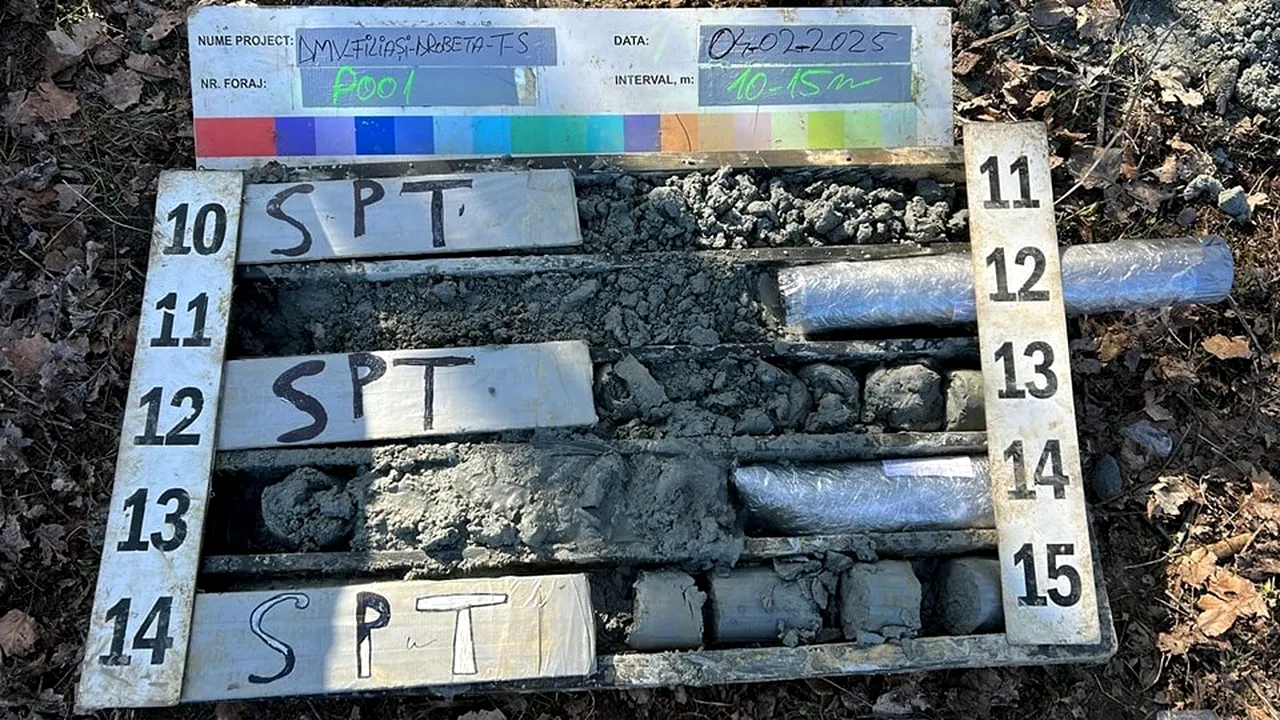 NUME PROJECT: DMV.FILIAȘI-DROBETA-T-S
DATA: 04-02-2025
NR. FORAJ: P001
INTERVAL, m: 10-15m
10 SPT 11
11 12
12 SPT 13
13 14
14 SPT 15